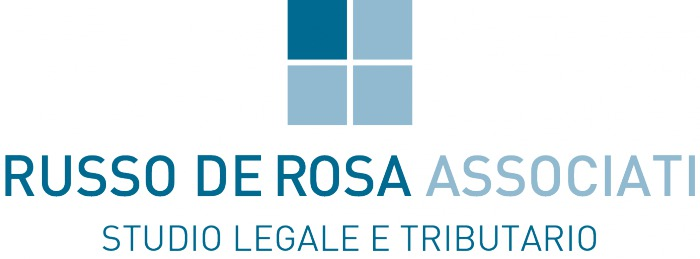 RUSSO DE ROSA ASSOCIATI
STUDIO LEGALE E TRIBUTARIO